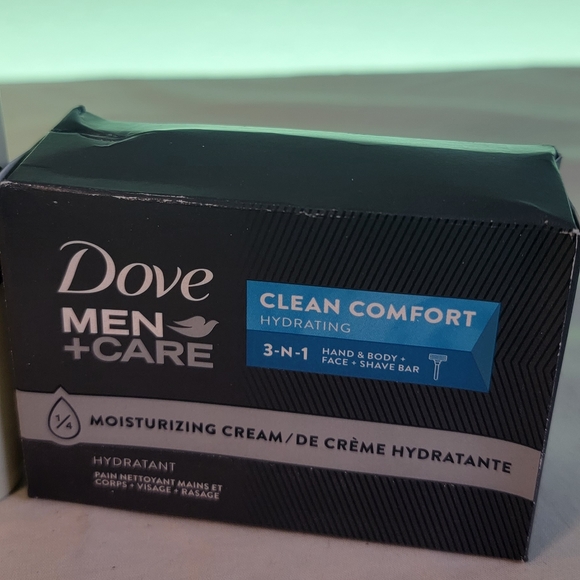 Dove
MEN
+CARE
CLEAN COMFORT
HYDRATING
3-N-1 HAND & BODY +
FACE + SHAVE BAR
1/4 MOISTURIZING CREAM/DE CRÈME HYDRATANTE
HYDRATANT
PAIN NETTOYANT MAINS ET
CORPS + VISAGE + RASAGE